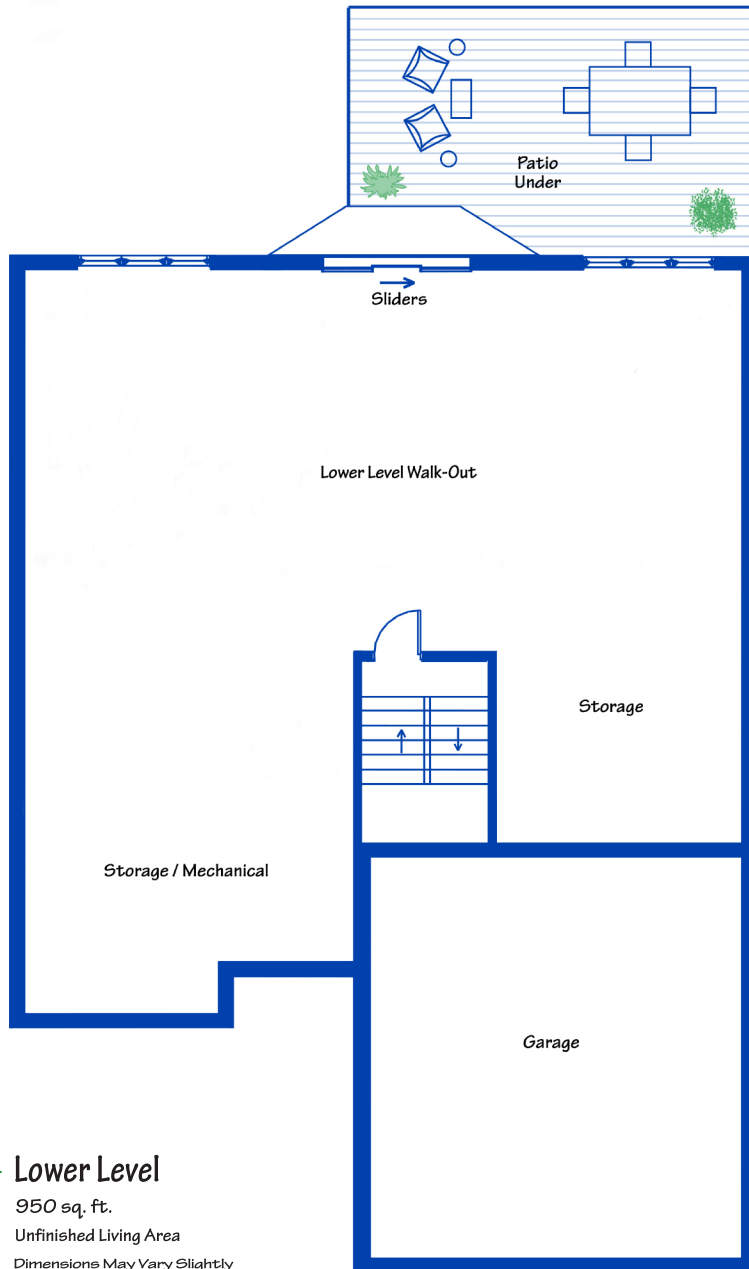 Patio
Under
Sliders
Lower Level Walk-Out
Storage
Storage / Mechanical
Garage
Lower Level
950 sq. ft.
Unfinished Living Area
Dimensions May Vary Slightly